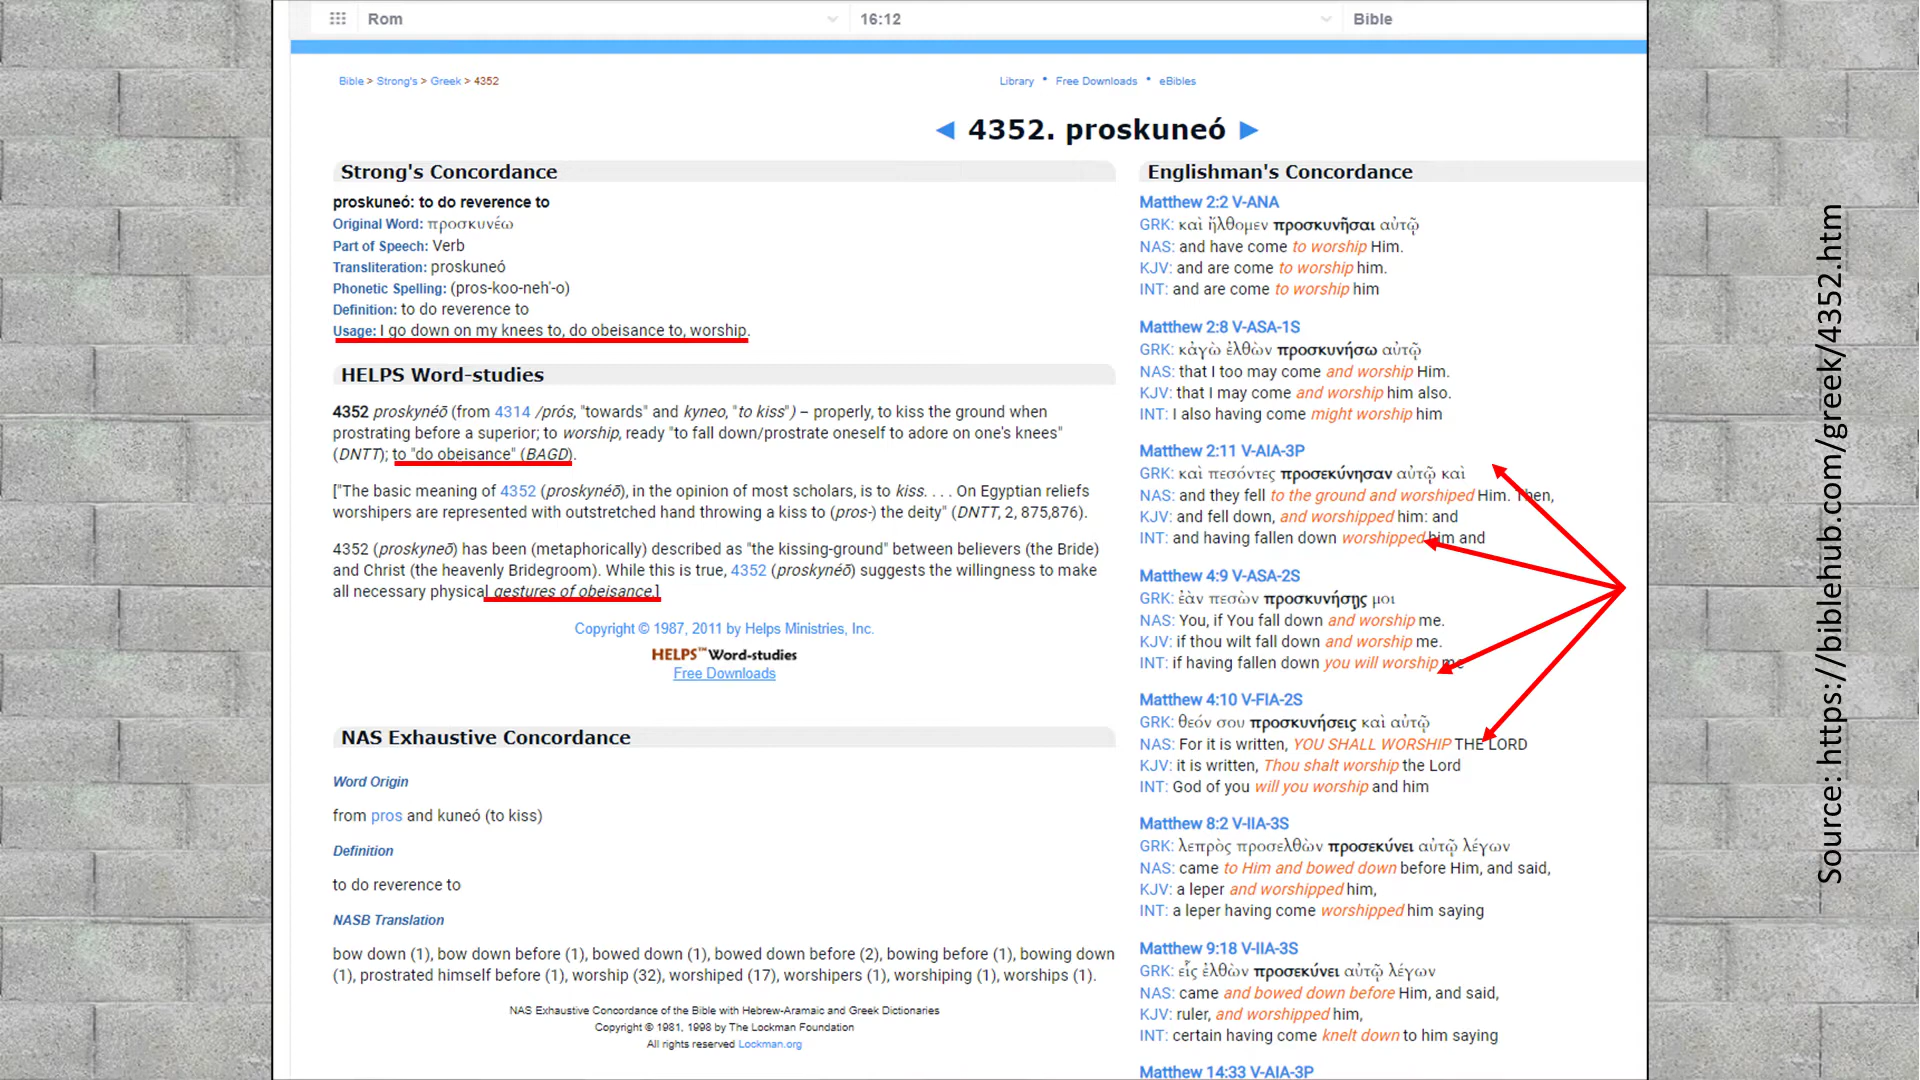 Rom 16:12 Bible
Bible > Strong's > Greek > 4352
Library • Free Downloads • eBibles
◄ 4352. proskuneó ►
Strong's Concordance
proskuneó: to do reverence to
Original Word: προσκυνέω
Part of Speech: Verb
Transliteration: proskuneó
Phonetic Spelling: (pros-koo-neh'-o)
Definition: to do reverence to
Usage: I go down on my knees to, do obeisance to, worship.
HELPS Word-studies
4352 proskynéō (from 4314 /prós, "towards" and kyneo, "to kiss") – properly, to kiss the ground when
prostrating before a superior; to worship, ready "to fall down/prostrate oneself to adore on one's knees"
(DNTT); to "do obeisance" (BAGD).
["The basic meaning of 4352 (proskynéō), in the opinion of most scholars, is to kiss. . . . On Egyptian reliefs
worshipers are represented with outstretched hand throwing a kiss to (pros-) the deity" (DNTT, 2, 875,876).
4352 (proskyneō) has been (metaphorically) described as "the kissing-ground" between believers (the Bride)
and Christ (the heavenly Bridegroom). While this is true, 4352 (proskynéō) suggests the willingness to make
all necessary physical gestures of obeisance.]
Copyright © 1987, 2011 by Helps Ministries, Inc.
HELPS™Word-studies
Free Downloads
NAS Exhaustive Concordance
Word Origin
from pros and kuneó (to kiss)
Definition
to do reverence to
NASB Translation
bow down (1), bow down before (1), bowed down (1), bowed down before (2), bowing before (1), bowing down
(1), prostrated himself before (1), worship (32), worshiped (17), worshipers (1), worshiping (1), worships (1).
NAS Exhaustive Concordance of the Bible with Hebrew-Aramaic and Greek Dictionaries
Copyright © 1981, 1998 by The Lockman Foundation
All rights reserved Lockman.org
Englishman's Concordance
Matthew 2:2 V-ANA
GRK: καὶ ἤλθομεν προσκυνῆσαι αὐτῷ
NAS: and have come to worship Him.
KJV: and are come to worship him.
INT: and are come to worship him
Matthew 2:8 V-ASA-1S
GRK: κἀγὼ ἐλθὼν προσκυνήσω αὐτῷ
NAS: that I too may come and worship Him.
KJV: that I may come and worship him also.
INT: I also having come might worship him
Matthew 2:11 V-AIA-3P
GRK: καὶ πεσόντες προσεκύνησαν αὐτῷ καὶ
NAS: and they fell to the ground and worshiped Him. Then,
KJV: and fell down, and worshipped him: and
INT: and having fallen down worshipped him and
Matthew 4:9 V-ASA-2S
GRK: ἐὰν πεσὼν προσκυνήσῃς μοι
NAS: You, if You fall down and worship me.
KJV: if thou wilt fall down and worship me.
INT: if having fallen down you will worship me
Matthew 4:10 V-FIA-2S
GRK: θεόν σου προσκυνήσεις καὶ αὐτῷ
NAS: For it is written, YOU SHALL WORSHIP THE LORD
KJV: it is written, Thou shalt worship the Lord
INT: God of you will you worship and him
Matthew 8:2 V-IIA-3S
GRK: λεπρὸς προσελθὼν προσεκύνει αὐτῷ λέγων
NAS: came to Him and bowed down before Him, and said,
KJV: a leper and worshipped him,
INT: a leper having come worshipped him saying
Matthew 9:18 V-IIA-3S
GRK: εἷς ἐλθὼν προσεκύνει αὐτῷ λέγων
NAS: came and bowed down before Him, and said,
KJV: ruler, and worshipped him,
INT: certain having come knelt down to him saying
Matthew 14:33 V-AIA-3P
Source: https://biblehub.com/greek/4352.htm